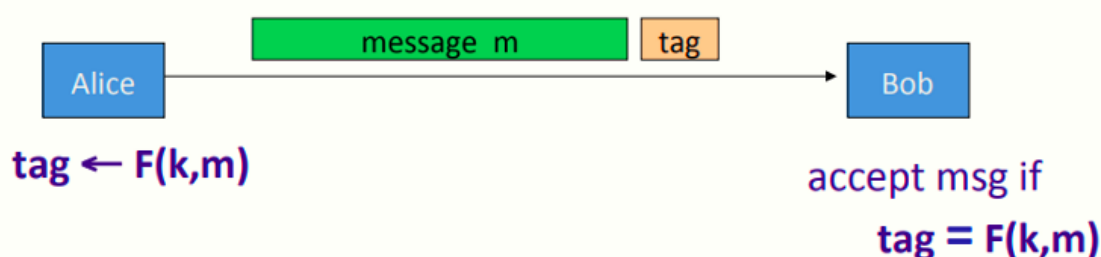 message m
tag
Alice
Bob
tag ← F(k,m)
accept msg if
tag = F(k,m)